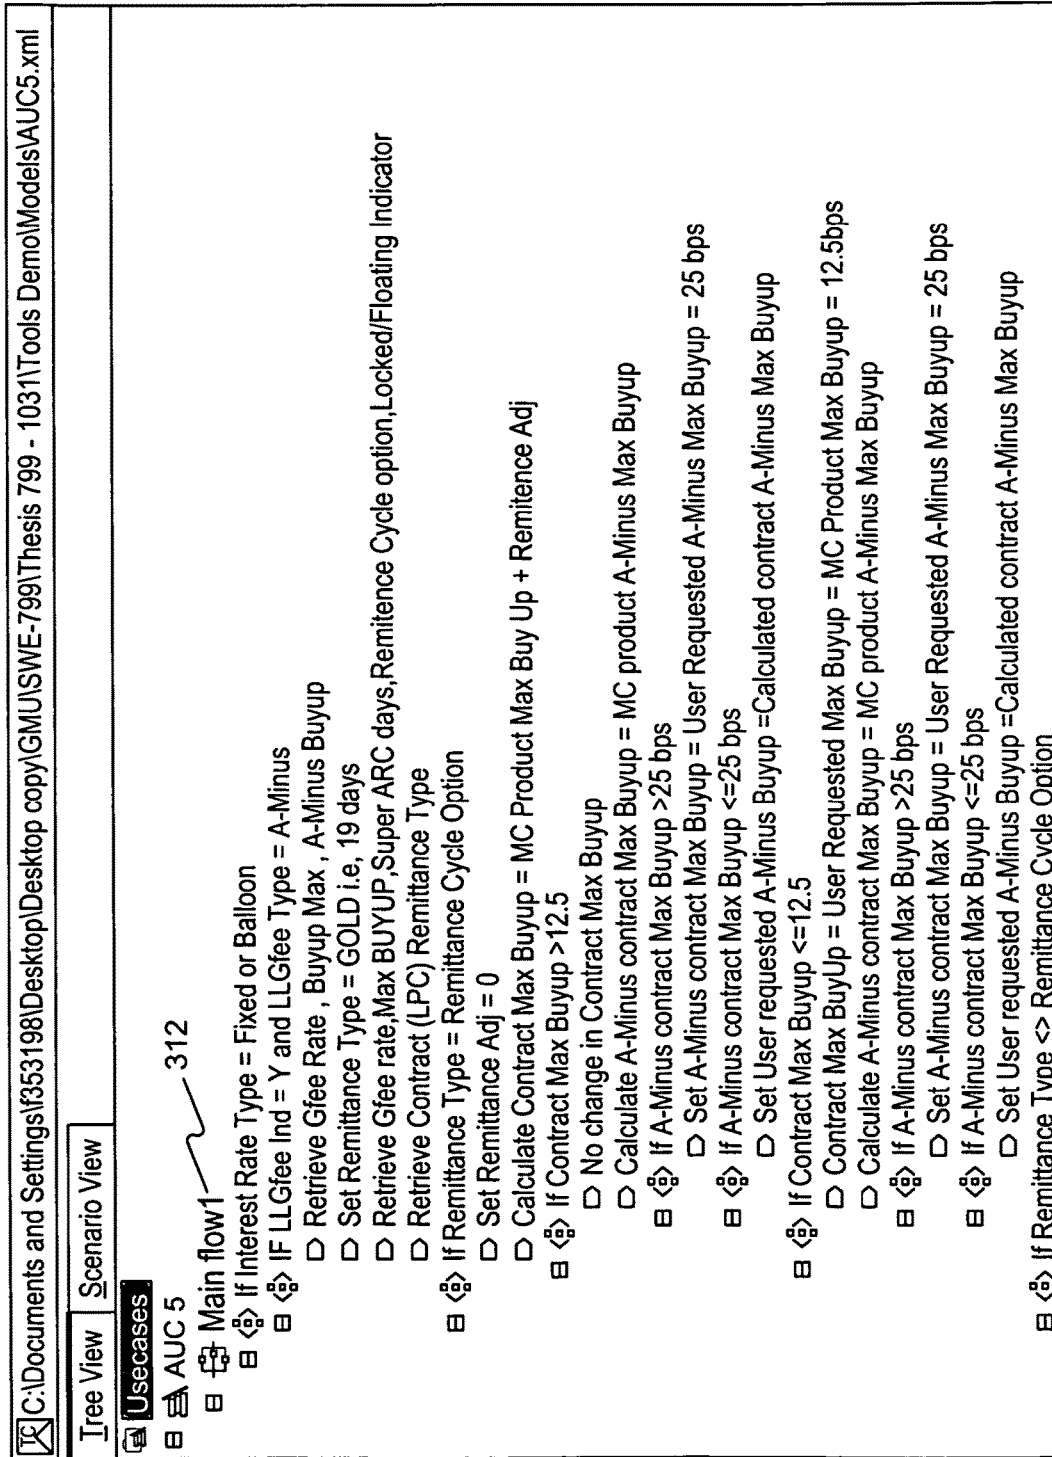 C:\Documents and Settings\f353198\Desktop\Desktop copy\GMU\SWE-799\Thesis 799 - 1031\Tools Demo\Models\AUC5.xml
Tree View Scenario View
Usecases
AUC 5
Main flow1 312
If Interest Rate Type = Fixed or Balloon
IF LLGfee Ind = Y and LLGfee Type = A-Minus
Retrieve Gfee Rate , Buyup Max , A-Minus Buyup
Set Remittance Type = GOLD i.e, 19 days
Retrieve Gfee rate,Max BUYUP,Super ARC days,Remitence Cycle option,Locked/Floating Indicator
Retrieve Contract (LPC) Remittance Type
If Remittance Type = Remittance Cycle Option
Set Remittance Adj = 0
Calculate Contract Max Buyup = MC Product Max Buy Up + Remitence Adj
If Contract Max Buyup >12.5
No change in Contract Max Buyup
Calculate A-Minus contract Max Buyup = MC product A-Minus Max Buyup
If A-Minus contract Max Buyup >25 bps
Set A-Minus contract Max Buyup = User Requested A-Minus Max Buyup = 25 bps
If A-Minus contract Max Buyup <=25 bps
Set User requested A-Minus Buyup =Calculated contract A-Minus Max Buyup
If Contract Max Buyup <=12.5
Contract Max BuyUp = User Requested Max Buyup = MC Product Max Buyup = 12.5bps
Calculate A-Minus contract Max Buyup = MC product A-Minus Max Buyup
If A-Minus contract Max Buyup >25 bps
Set A-Minus contract Max Buyup = User Requested A-Minus Max Buyup = 25 bps
If A-Minus contract Max Buyup <=25 bps
Set User requested A-Minus Buyup =Calculated contract A-Minus Max Buyup
If Remittance Type <> Remittance Cycle Option